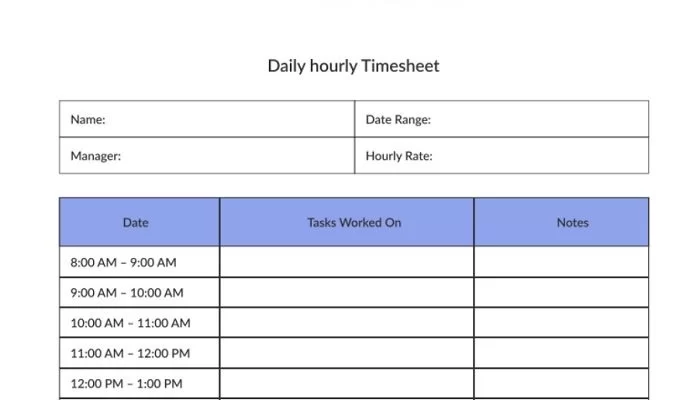 Daily hourly Timesheet
Name: Date Range:
Manager: Hourly Rate:
Date Tasks Worked On Notes
8:00 AM – 9:00 AM
9:00 AM – 10:00 AM
10:00 AM – 11:00 AM
11:00 AM – 12:00 PM
12:00 PM – 1:00 PM